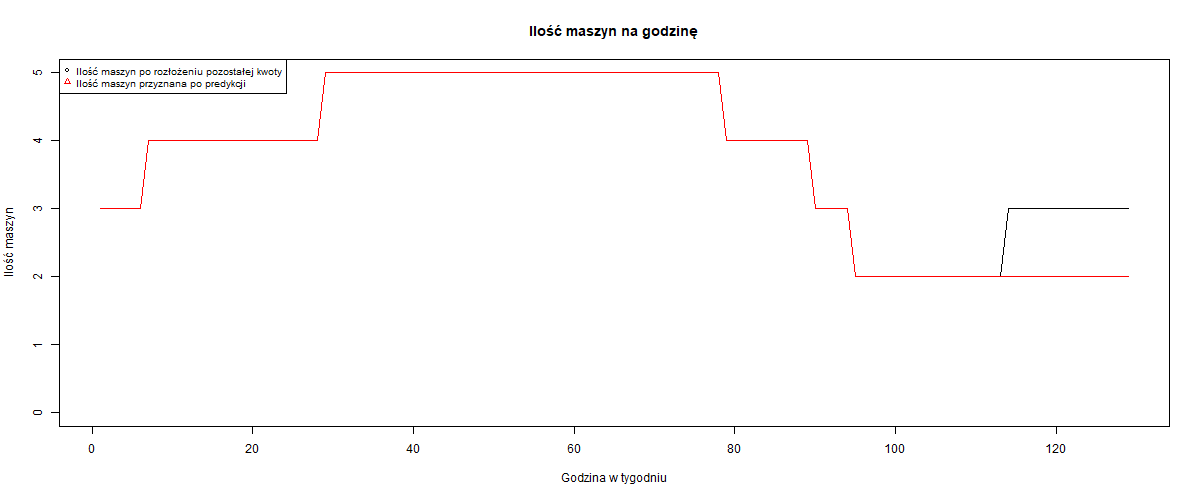 Ilość maszyn na godzinę
Ilość maszyn po rozłożeniu pozostałej kwoty
Ilość maszyn przyznana po predykcji
Ilość maszyn
5
4
3
2
1
0
0 20 40 60 80 100 120
Godzina w tygodniu